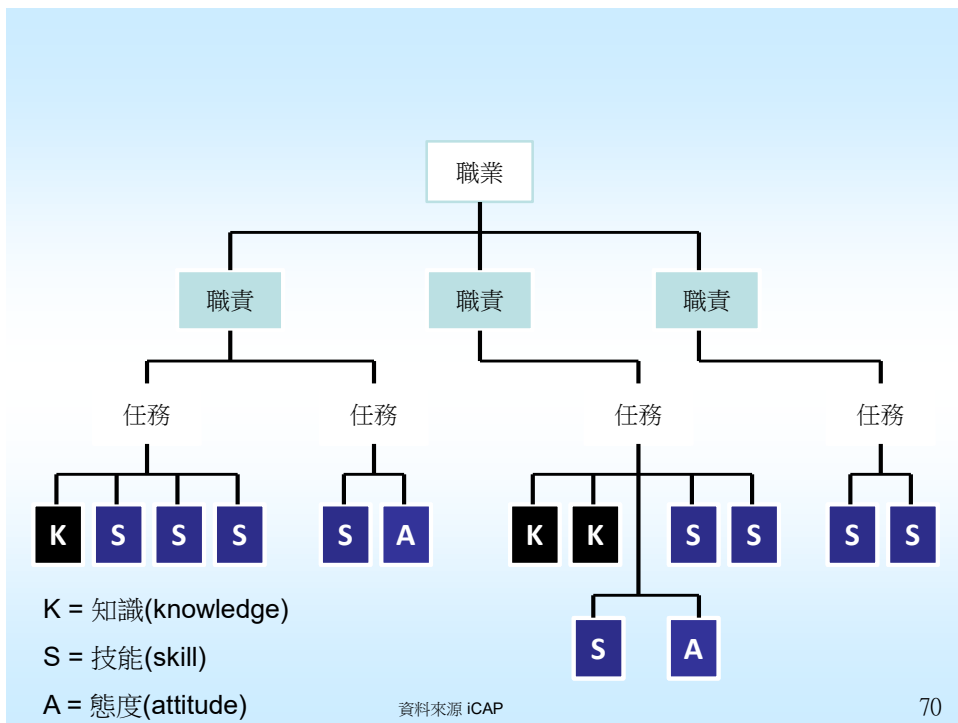 職業
職責 職責 職責
任務 任務 任務 任務
K S S S S A K K S S S S
S A
K = 知識(knowledge)
S = 技能(skill)
A = 態度(attitude)
資料來源 iCAP
70